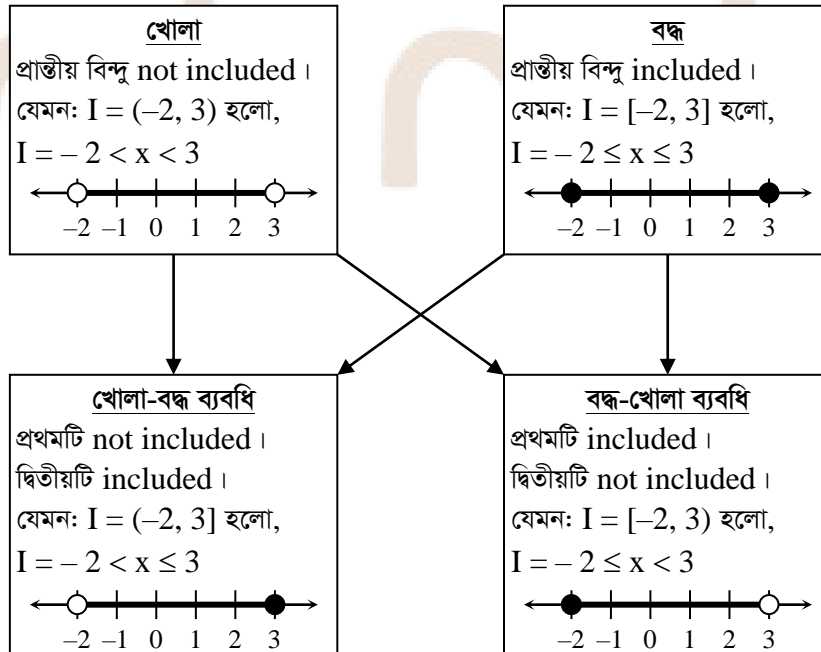 খোলা
প্রান্তীয় বিন্দু not included।
যেমনঃ I = (–2, 3) হলো,
I = – 2 < x < 3
–2 –1 0 1 2 3
বদ্ধ
প্রান্তীয় বিন্দু included।
যেমনঃ I = [–2, 3] হলো,
I = – 2 ≤ x ≤ 3
–2 –1 0 1 2 3
খোলা-বদ্ধ ব্যবধি
প্রথমটি not included।
দ্বিতীয়টি included।
যেমনঃ I = (–2, 3] হলো,
I = – 2 < x ≤ 3
–2 –1 0 1 2 3
বদ্ধ-খোলা ব্যবধি
প্রথমটি included।
দ্বিতীয়টি not included।
যেমনঃ I = [–2, 3) হলো,
I = – 2 ≤ x < 3
–2 –1 0 1 2 3